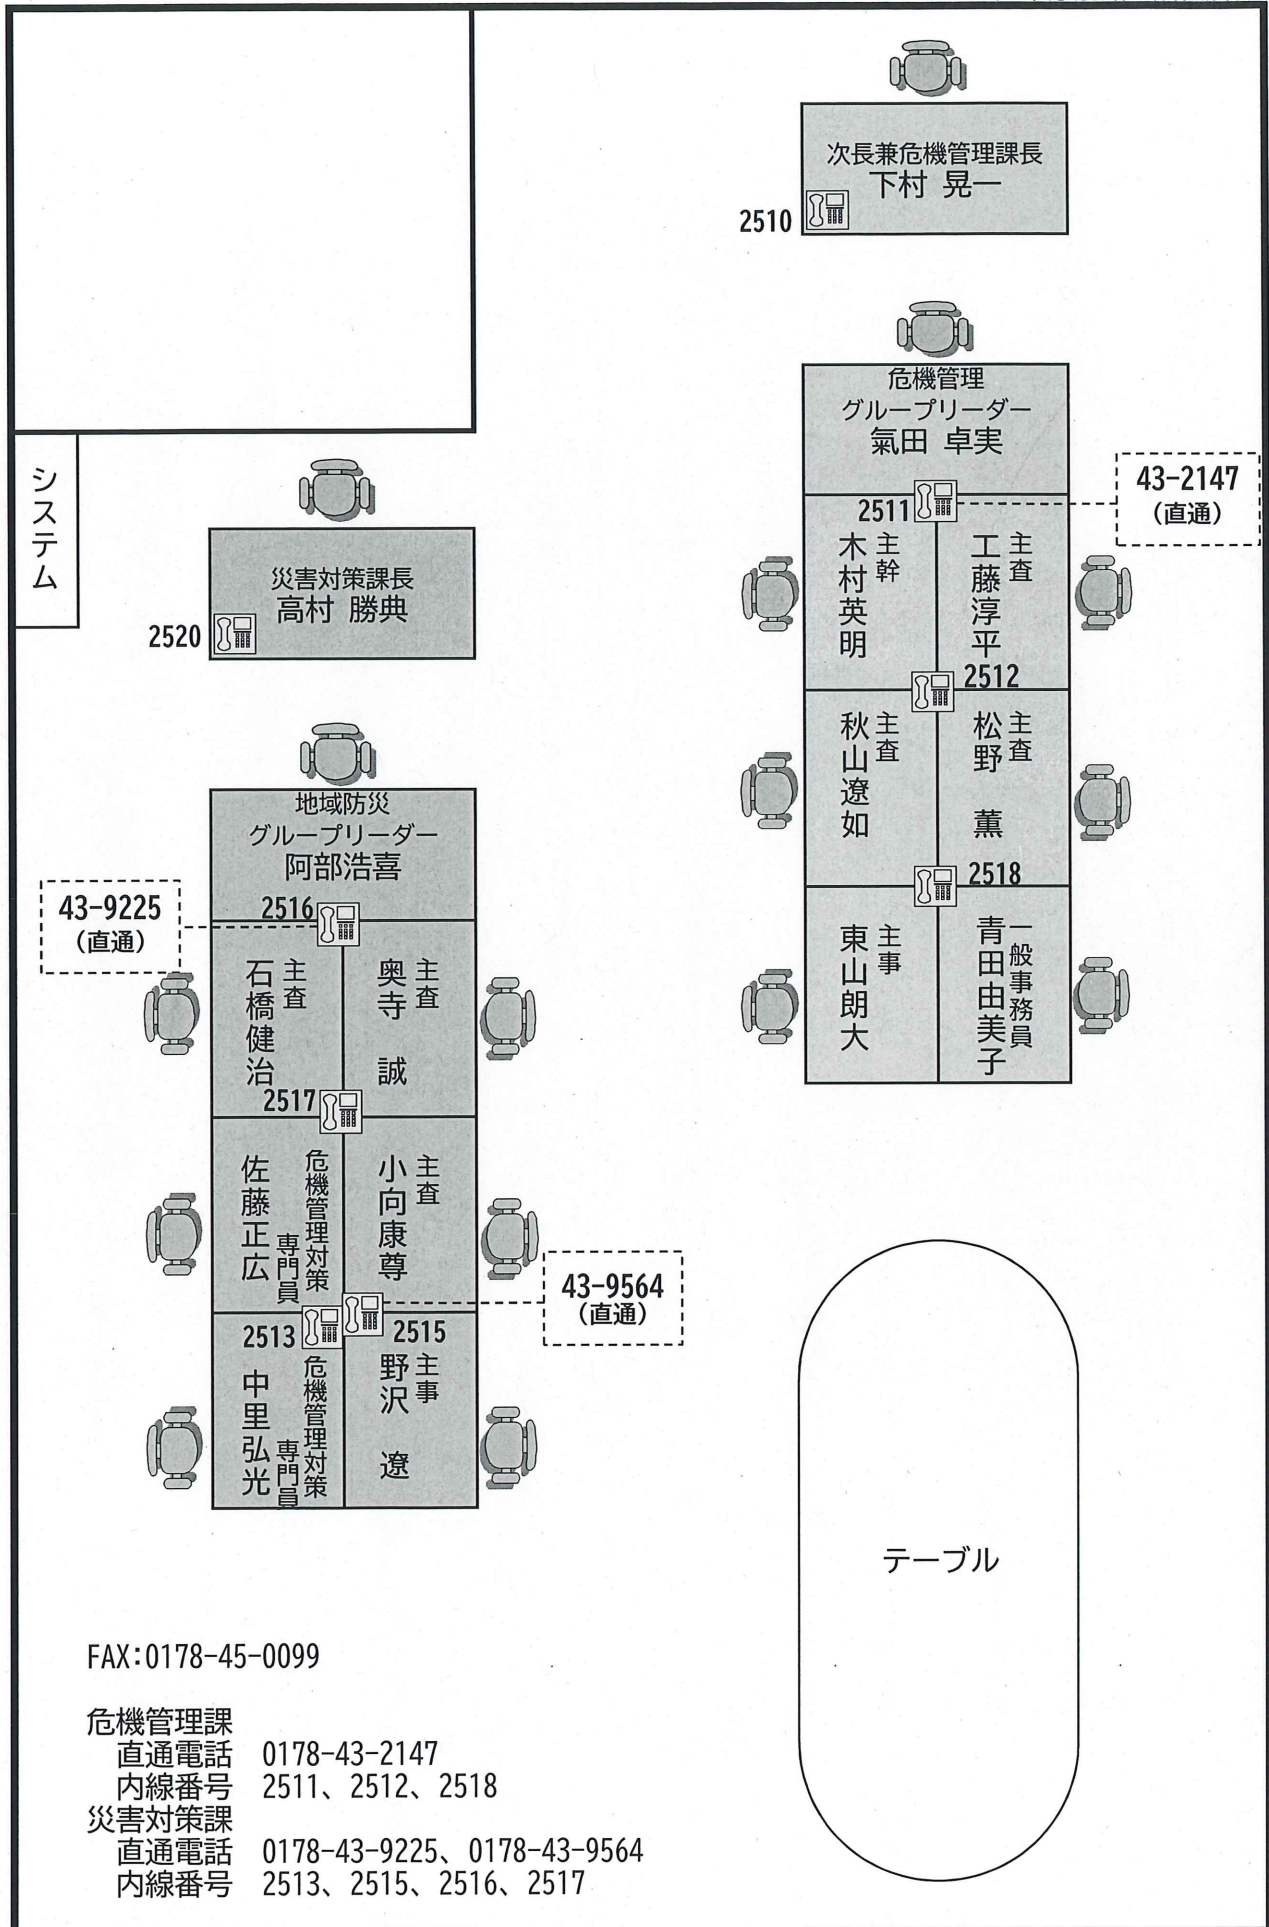 次長兼危機管理課長
下村 晃一
2510
危機管理
グループリーダー
氣田 卓実
2511
43-2147
(直通)
主幹
木村英明
主査
工藤淳平
2512
主査
秋山遼如
主査
松野 薫
2518
主事
東山朗大
一般事務員
青田由美子
システム
災害対策課長
高村 勝典
2520
地域防災
グループリーダー
阿部浩喜
2516
43-9225
(直通)
主査
石橋健治
主査
奥寺 誠
2517
危機管理対策
専門員
佐藤正広
主査
小向康尊
43-9564
(直通)
2513
2515
危機管理対策
専門員
中里弘光
主事
野沢 遼
テーブル
FAX:0178-45-0099
危機管理課
直通電話 0178-43-2147
内線番号 2511、2512、2518
災害対策課
直通電話 0178-43-9225、0178-43-9564
内線番号 2513、2515、2516、2517